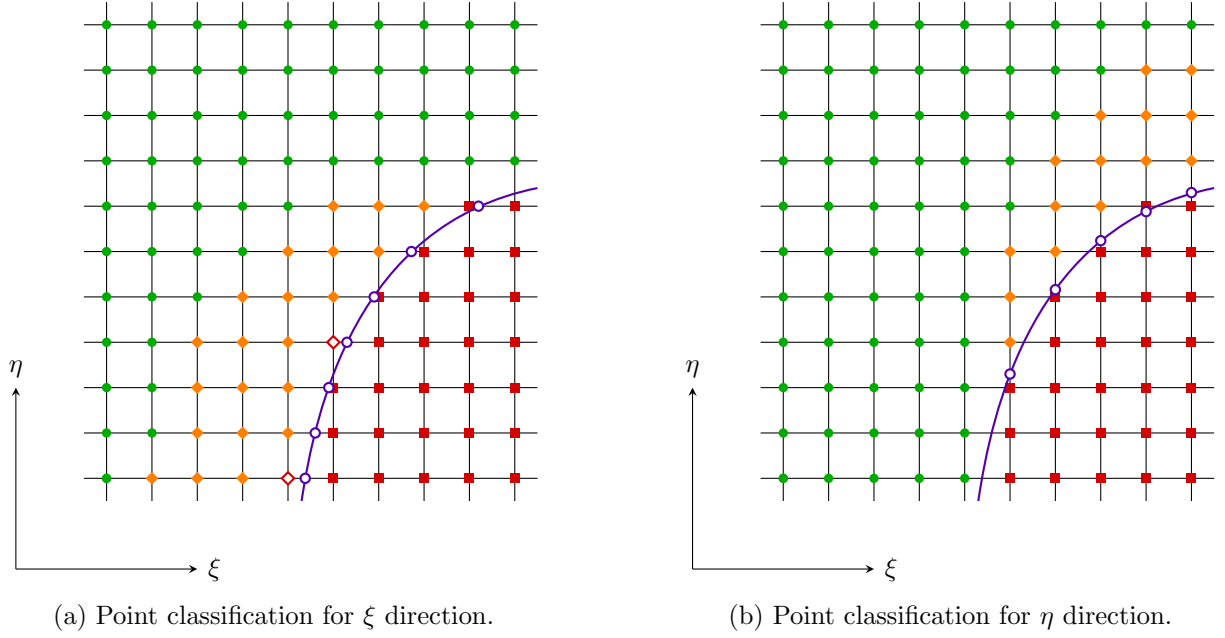 η
ξ
(a) Point classification for ξ direction.
η
ξ
(b) Point classification for η direction.